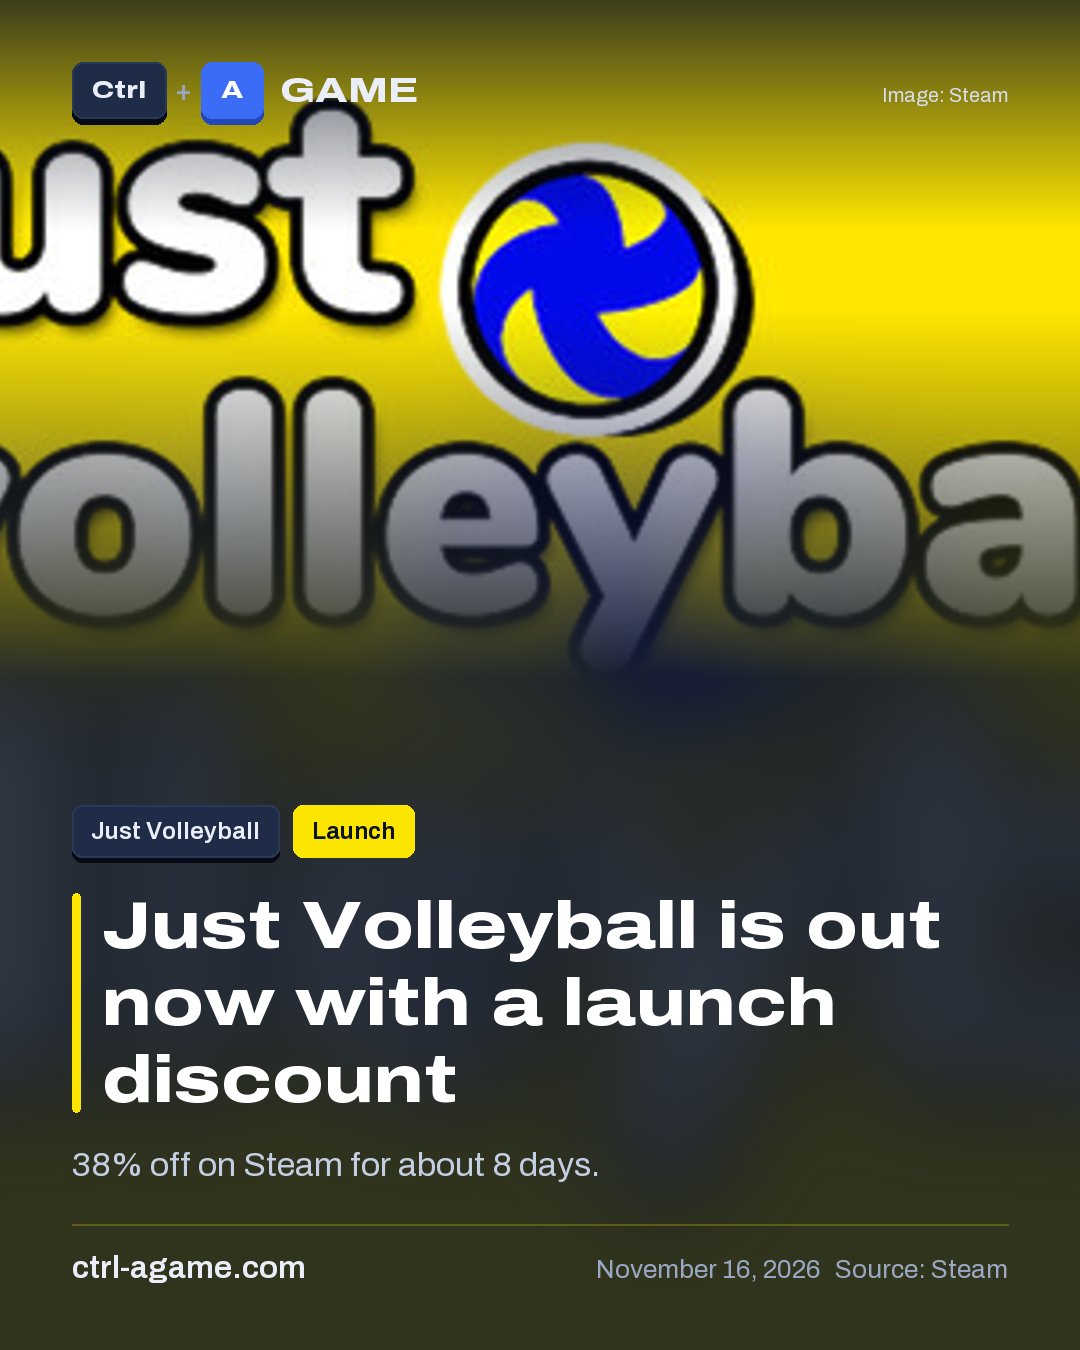 Ctrl + A GAME
Image: Steam
ust
olleyba
Just Volleyball
Launch
Just Volleyball is out
now with a launch
discount
38% off on Steam for about 8 days.
ctrl-agame.com
November 16, 2026 Source: Steam